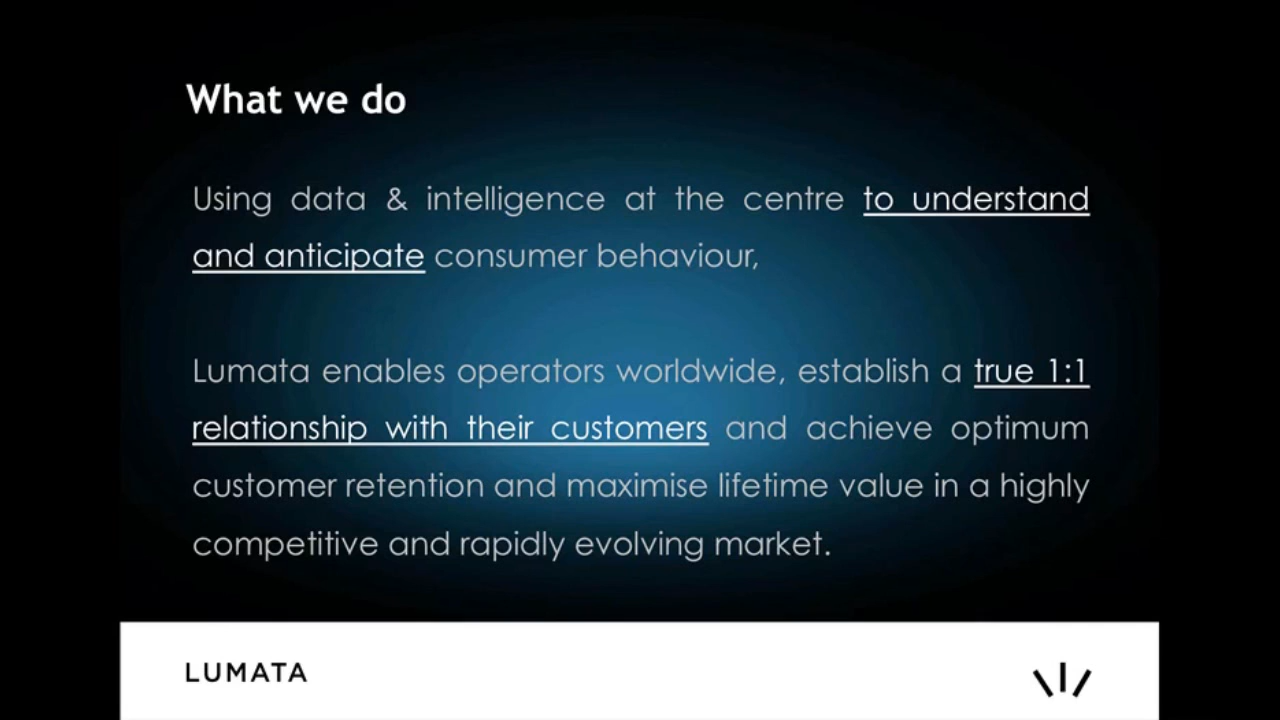 What we do
Using data & intelligence at the centre to understand
and anticipate consumer behaviour,
Lumata enables operators worldwide, establish a true 1:1
relationship with their customers and achieve optimum
customer retention and maximise lifetime value in a highly
competitive and rapidly evolving market.
LUMATA